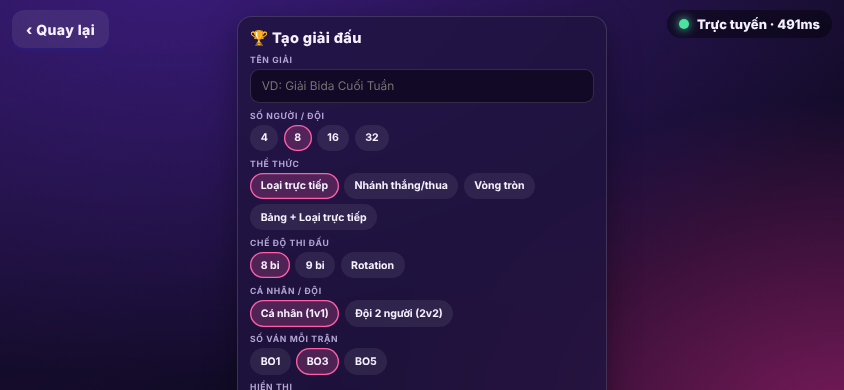 ‹ Quay lại
Trực tuyến · 491ms
🏆 Tạo giải đấu
TÊN GIẢI
VD: Giải Bida Cuối Tuần
SỐ NGƯỜI / ĐỘI
4 8 16 32
THỂ THỨC
Loại trực tiếp Nhánh thắng/thua Vòng tròn
Bảng + Loại trực tiếp
CHẾ ĐỘ THI ĐẤU
8 bi 9 bi Rotation
CÁ NHÂN / ĐỘI
Cá nhân (1v1) Đội 2 người (2v2)
SỐ VÁN MỖI TRẬN
BO1 BO3 BO5
HIỂN THỊ